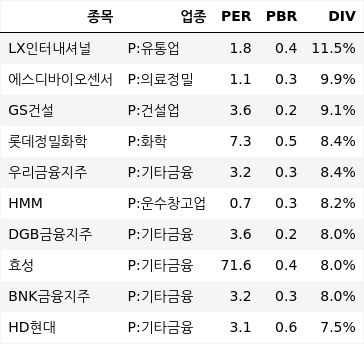 종목 업종 PER PBR DIV
LX인터내셔널 P:유통업 1.8 0.4 11.5%
에스디바이오센서 P:의료정밀 1.1 0.3 9.9%
GS건설 P:건설업 3.6 0.2 9.1%
롯데정밀화학 P:화학 7.3 0.5 8.4%
우리금융지주 P:기타금융 3.2 0.3 8.4%
HMM P:운수창고업 0.7 0.3 8.2%
DGB금융지주 P:기타금융 3.6 0.2 8.0%
효성 P:기타금융 71.6 0.4 8.0%
BNK금융지주 P:기타금융 3.2 0.3 8.0%
HD현대 P:기타금융 3.1 0.6 7.5%